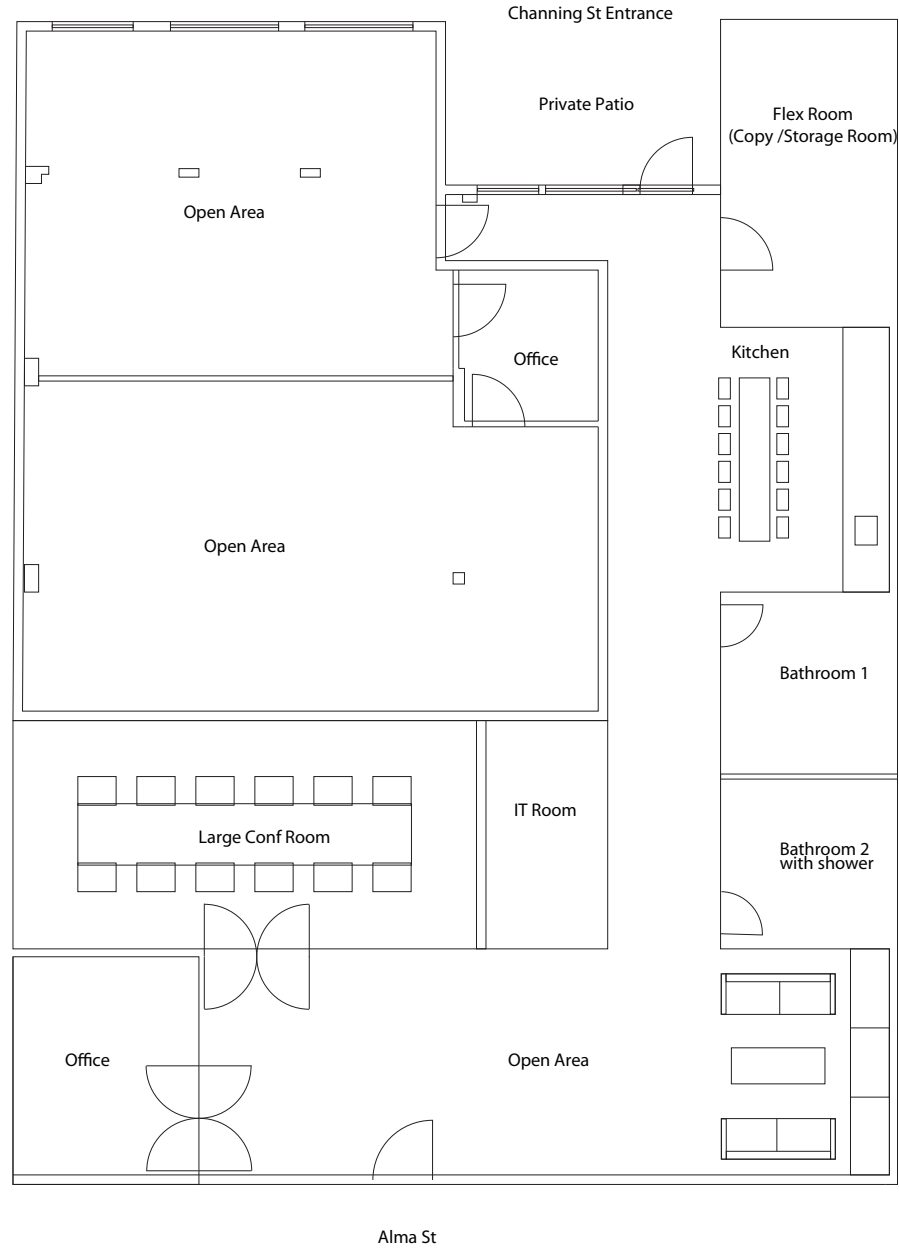 Channing St Entrance
Private Patio
Flex Room
(Copy /Storage Room)
Open Area
Office
Kitchen
Open Area
Bathroom 1
IT Room
Large Conf Room
Bathroom 2
with shower
Office
Open Area
Alma St